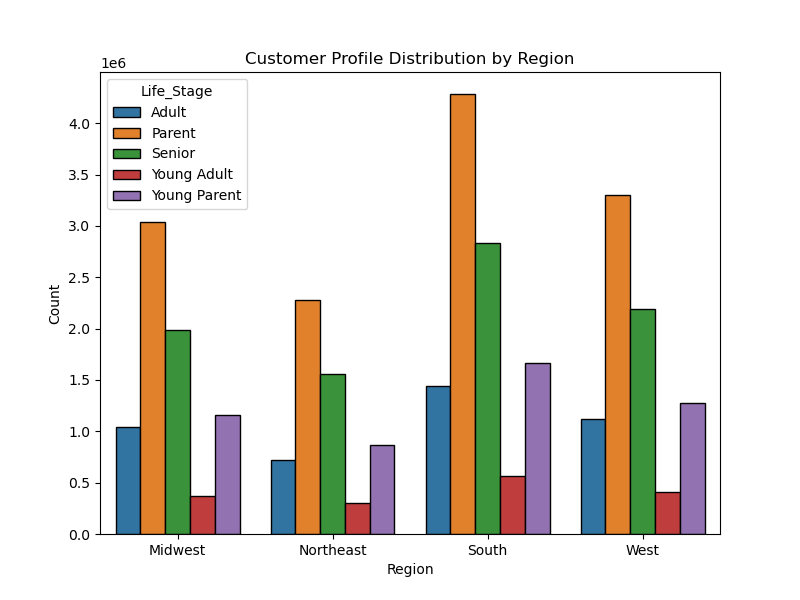 Customer Profile Distribution by Region
1e6
Life_Stage
Adult
Parent
Senior
Young Adult
Young Parent
4.0
3.5
3.0
2.5
2.0
1.5
1.0
0.5
0.0
Count
Midwest
Northeast
South
West
Region